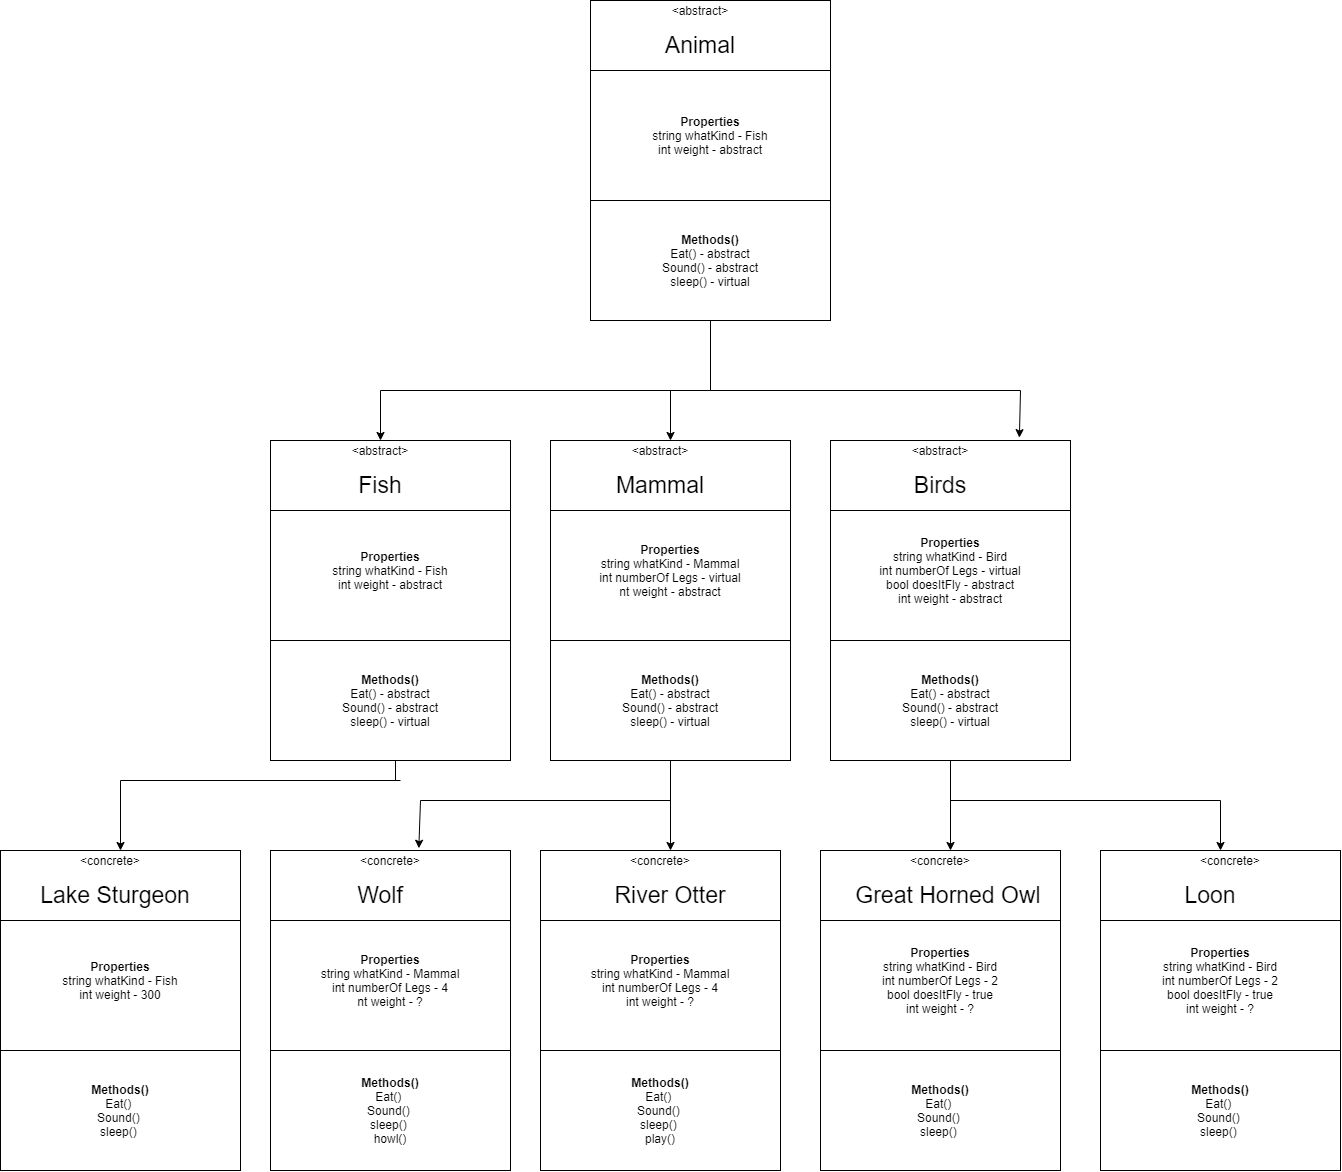 <abstract>
Animal
Properties
string whatKind - Fish
int weight - abstract
Methods()
Eat() - abstract
Sound() - abstract
sleep() - virtual
<abstract>
Fish
Properties
string whatKind - Fish
int weight - abstract
Methods()
Eat() - abstract
Sound() - abstract
sleep() - virtual
<abstract>
Mammal
Properties
string whatKind - Mammal
int numberOf Legs - virtual
nt weight - abstract
Methods()
Eat() - abstract
Sound() - abstract
sleep() - virtual
<abstract>
Birds
Properties
string whatKind - Bird
int numberOf Legs - virtual
bool doesItFly - abstract
int weight - abstract
Methods()
Eat() - abstract
Sound() - abstract
sleep() - virtual
<concrete>
Lake Sturgeon
Properties
string whatKind - Fish
int weight - 300
Methods()
Eat()
Sound()
sleep()
<concrete>
Wolf
Properties
string whatKind - Mammal
int numberOf Legs - 4
nt weight - ?
Methods()
Eat()
Sound()
sleep()
howl()
<concrete>
River Otter
Properties
string whatKind - Mammal
int numberOf Legs - 4
int weight - ?
Methods()
Eat()
Sound()
sleep()
play()
<concrete>
Great Horned Owl
Properties
string whatKind - Bird
int numberOf Legs - 2
bool doesItFly - true
int weight - ?
Methods()
Eat()
Sound()
sleep()
<concrete>
Loon
Properties
string whatKind - Bird
int numberOf Legs - 2
bool doesItFly - true
int weight - ?
Methods()
Eat()
Sound()
sleep()